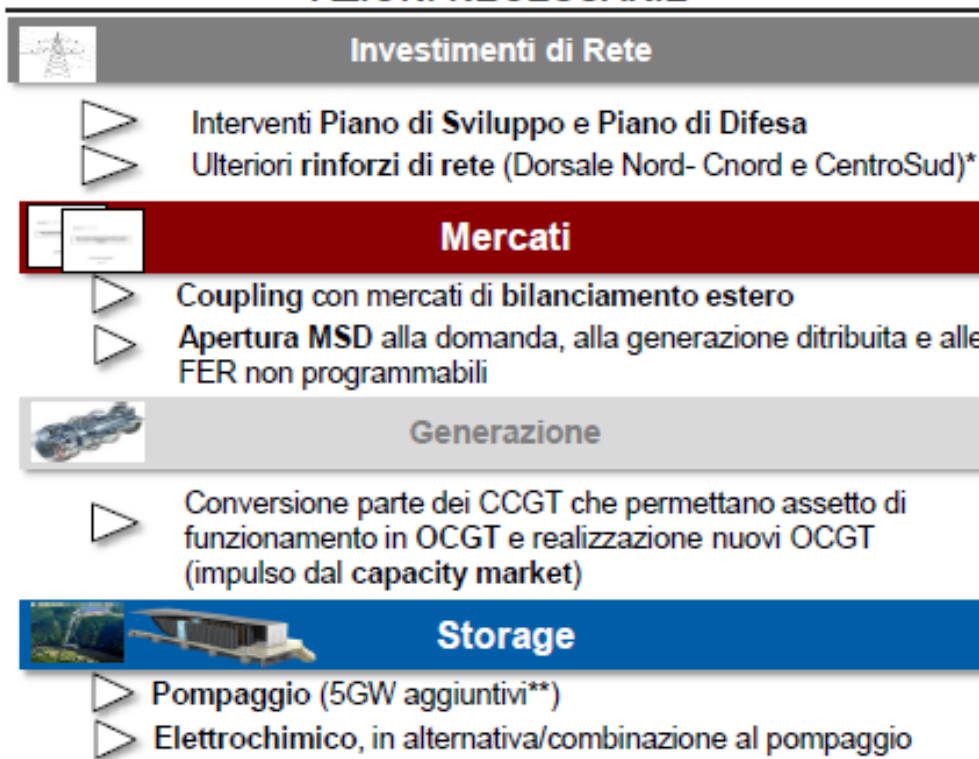 Investimenti di Rete
Interventi Piano di Sviluppo e Piano di Difesa
Ulteriori rinforzi di rete (Dorsale Nord- Cnord e CentroSud)*
Mercati
Coupling con mercati di bilanciamento estero
Apertura MSD alla domanda, alla generazione ditribuita e alle
FER non programmabili
Generazione
Conversione parte dei CCGT che permettano assetto di
funzionamento in OCGT e realizzazione nuovi OCGT
(impulso dal capacity market)
Storage
Pompaggio (5GW aggiuntivi**)
Elettrochimico, in alternativa/combinazione al pompaggio